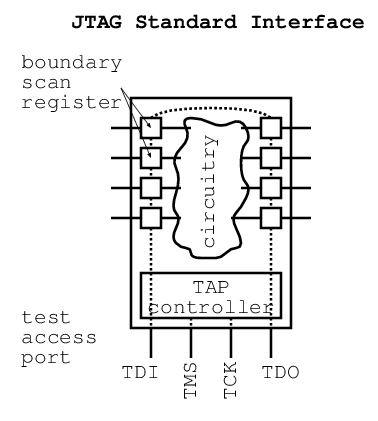 JTAG Standard Interface
boundary
scan
register
circuitry
TAP
controller
test
access
port
TDI
TMS
TCK
TDO